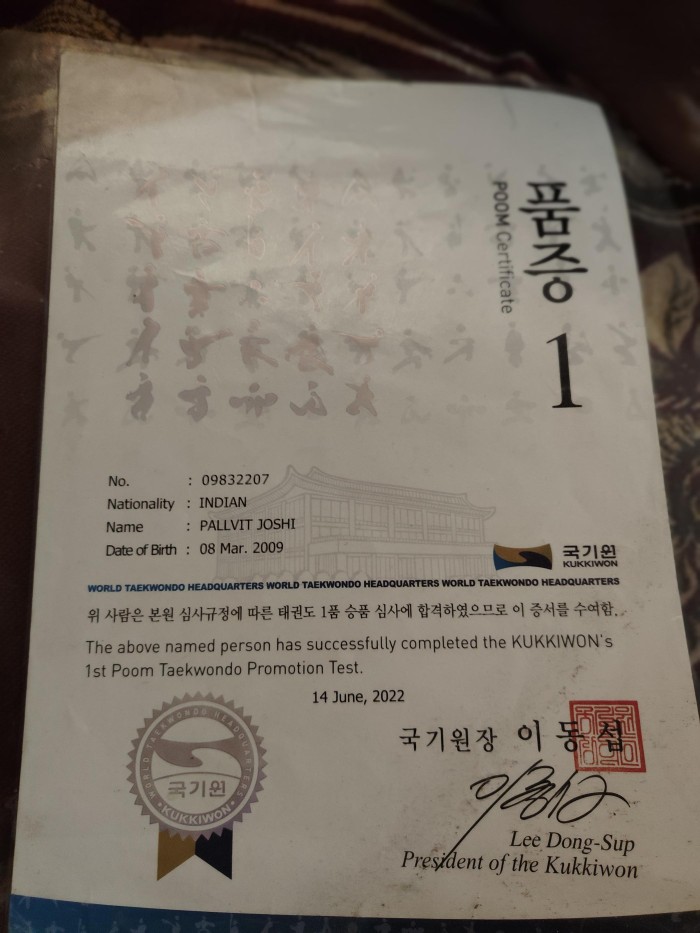 품증
POOM Certificate
1
No. : 09832207
Nationality : INDIAN
Name : PALLVIT JOSHI
Date of Birth : 08 Mar. 2009
국기원
KUKKIWON
WORLD TAEKWONDO HEADQUARTERS WORLD TAEKWONDO HEADQUARTERS WORLD TAEKWONDO HEADQUARTERS
위 사람은 본원 심사규정에 따른 태권도 1품 승품 심사에 합격하였으므로 이 증서를 수여함.
The above named person has successfully completed the KUKKIWON's
1st Poom Taekwondo Promotion Test.
14 June, 2022
WORLD TAEKWONDO HEADQUARTERS
국기원
KUKKIWON
국기원장 이동섭
Lee Dong-Sup
President of the Kukkiwon